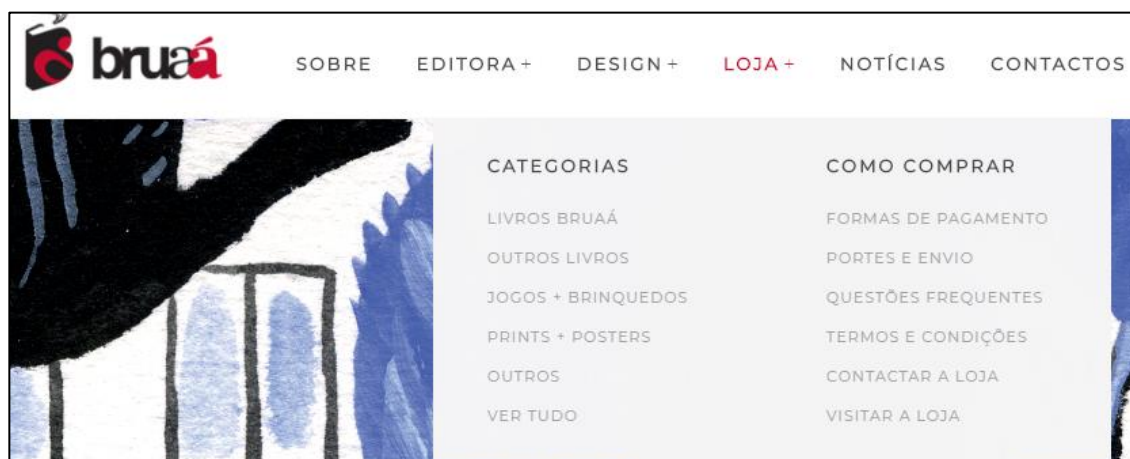 bruaá
SOBRE EDITORA + DESIGN + LOJA + NOTÍCIAS CONTACTOS
CATEGORIAS
LIVROS BRUAÁ
OUTROS LIVROS
JOGOS + BRINQUEDOS
PRINTS + POSTERS
OUTROS
VER TUDO
COMO COMPRAR
FORMAS DE PAGAMENTO
PORTES E ENVIO
QUESTÕES FREQUENTES
TERMOS E CONDIÇÕES
CONTACTAR A LOJA
VISITAR A LOJA